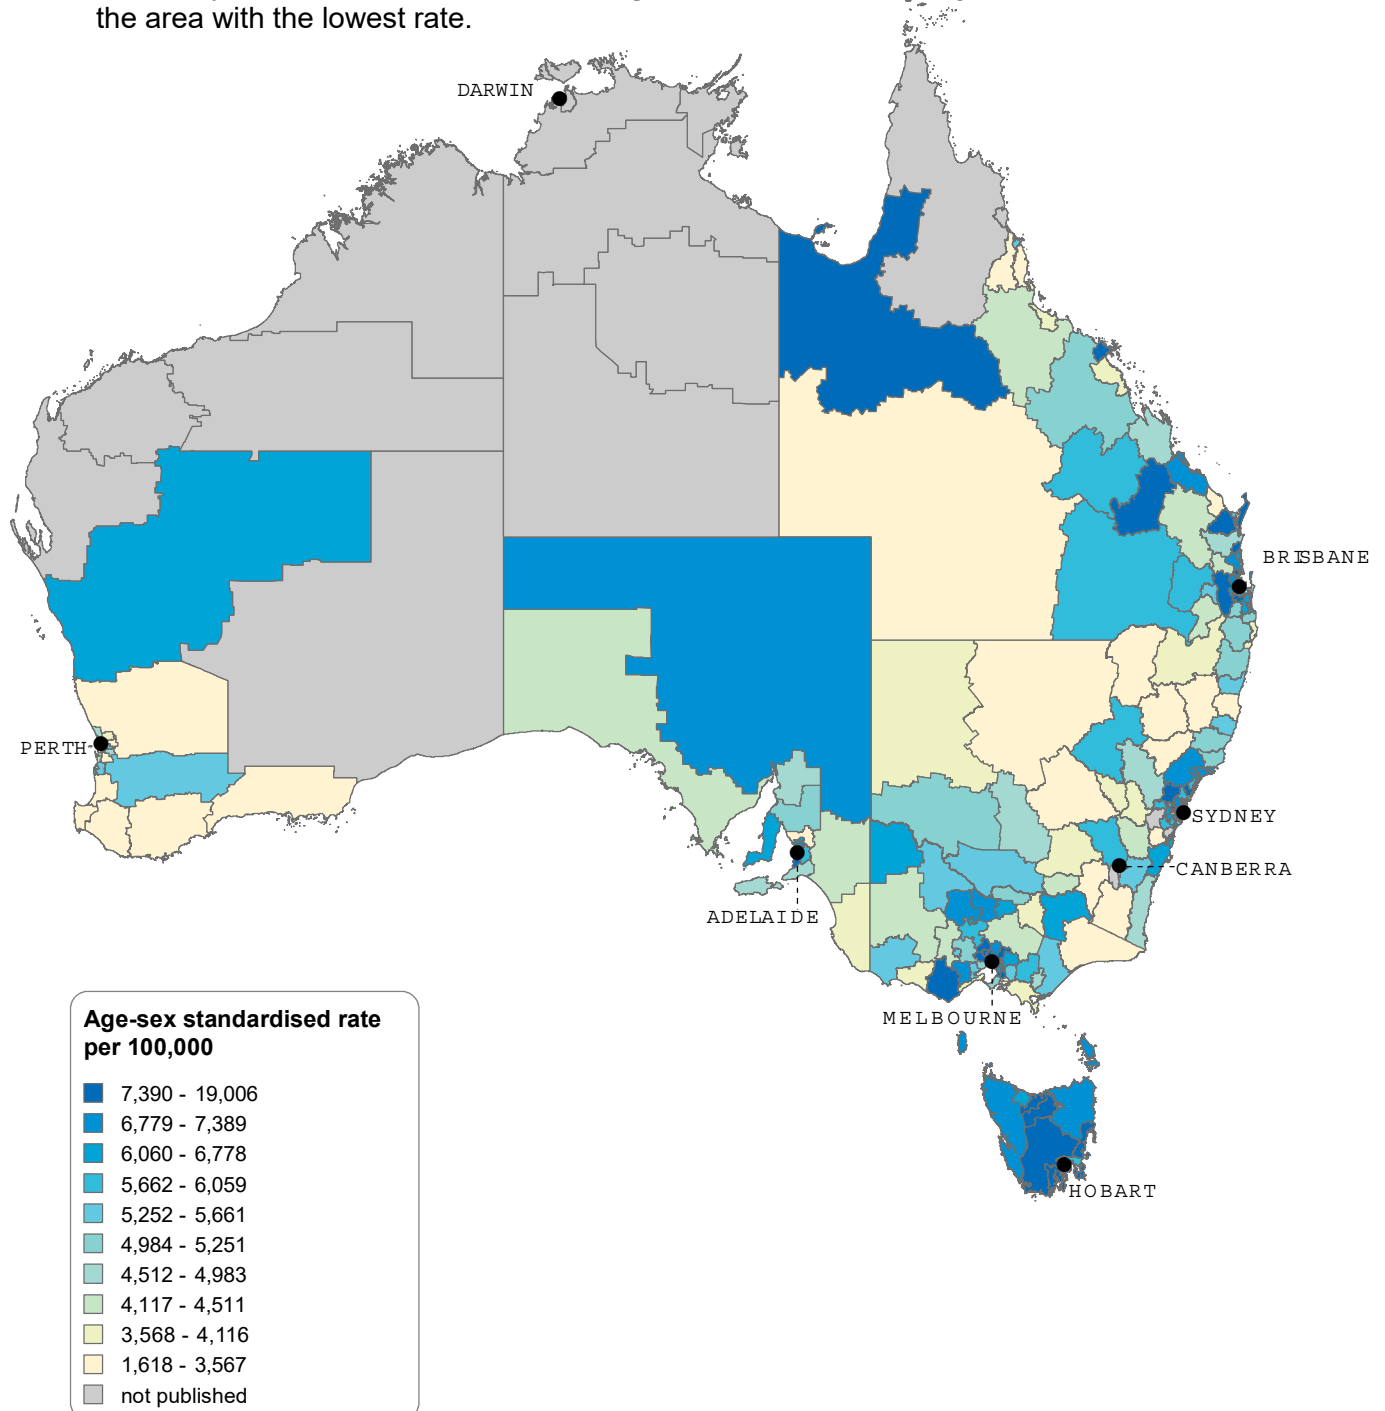 the area with the lowest rate.
DARWIN
BRISBANE
PERTH
SYDNEY
CANBERRA
ADELAIDE
MELBOURNE
HOBART
Age-sex standardised rate
per 100,000
7,390 - 19,006
6,779 - 7,389
6,060 - 6,778
5,662 - 6,059
5,252 - 5,661
4,984 - 5,251
4,512 - 4,983
4,117 - 4,511
3,568 - 4,116
1,618 - 3,567
not published